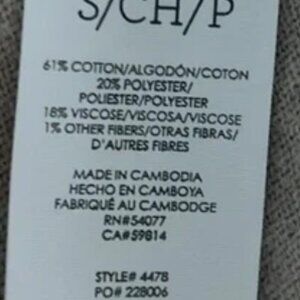 S/CH/P
61% COTTON/ALGODÓN/COTON
20% POLYESTER/
POLIÉSTER/POLYESTER
18% VISCOSE/VISCOSA/VISCOSE
1% OTHER FIBERS/OTRAS FIBRAS/
D'AUTRES FIBRES
MADE IN CAMBODIA
HECHO EN CAMBOYA
FABRIQUÉ AU CAMBODGE
RN#54077
CA#59814
STYLE# 4478
PO# 228006